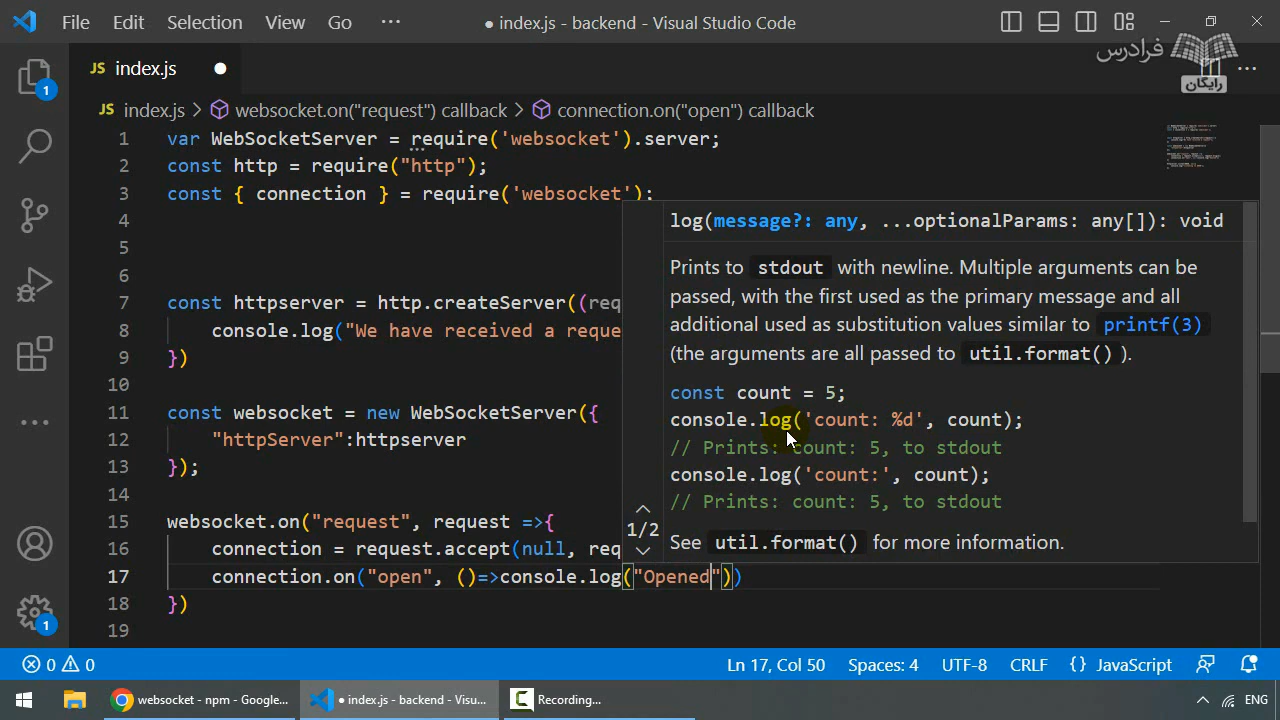 File Edit Selection View Go ··· ● index.js - backend - Visual Studio Code
فرادرس
رایگان
JS index.js ●
JS index.js > websocket.on("request") callback > connection.on("open") callback
1 var WebSocketServer = require('websocket').server;
2 const http = require("http");
3 const { connection } = require('websocket');
4
5
6
7 const httpserver = http.createServer((req
8 console.log("We have received a reque
9 })
10
11 const websocket = new WebSocketServer({
12 "httpServer":httpserver
13 });
14
15 websocket.on("request", request =>{
16 connection = request.accept(null, req
17 connection.on("open", ()=>console.log("Opened"))
18 })
19
log(message?: any, ...optionalParams: any[]): void
Prints to stdout with newline. Multiple arguments can be
passed, with the first used as the primary message and all
additional used as substitution values similar to printf(3)
(the arguments are all passed to util.format() ).
const count = 5;
console.log('count: %d', count);
// Prints: count: 5, to stdout
console.log('count:', count);
// Prints: count: 5, to stdout
1/2
See util.format() for more information.
1
1
0 0 Ln 17, Col 50 Spaces: 4 UTF-8 CRLF {} JavaScript
websocket - npm - Google... ● index.js - backend - Visu... Recording... ENG